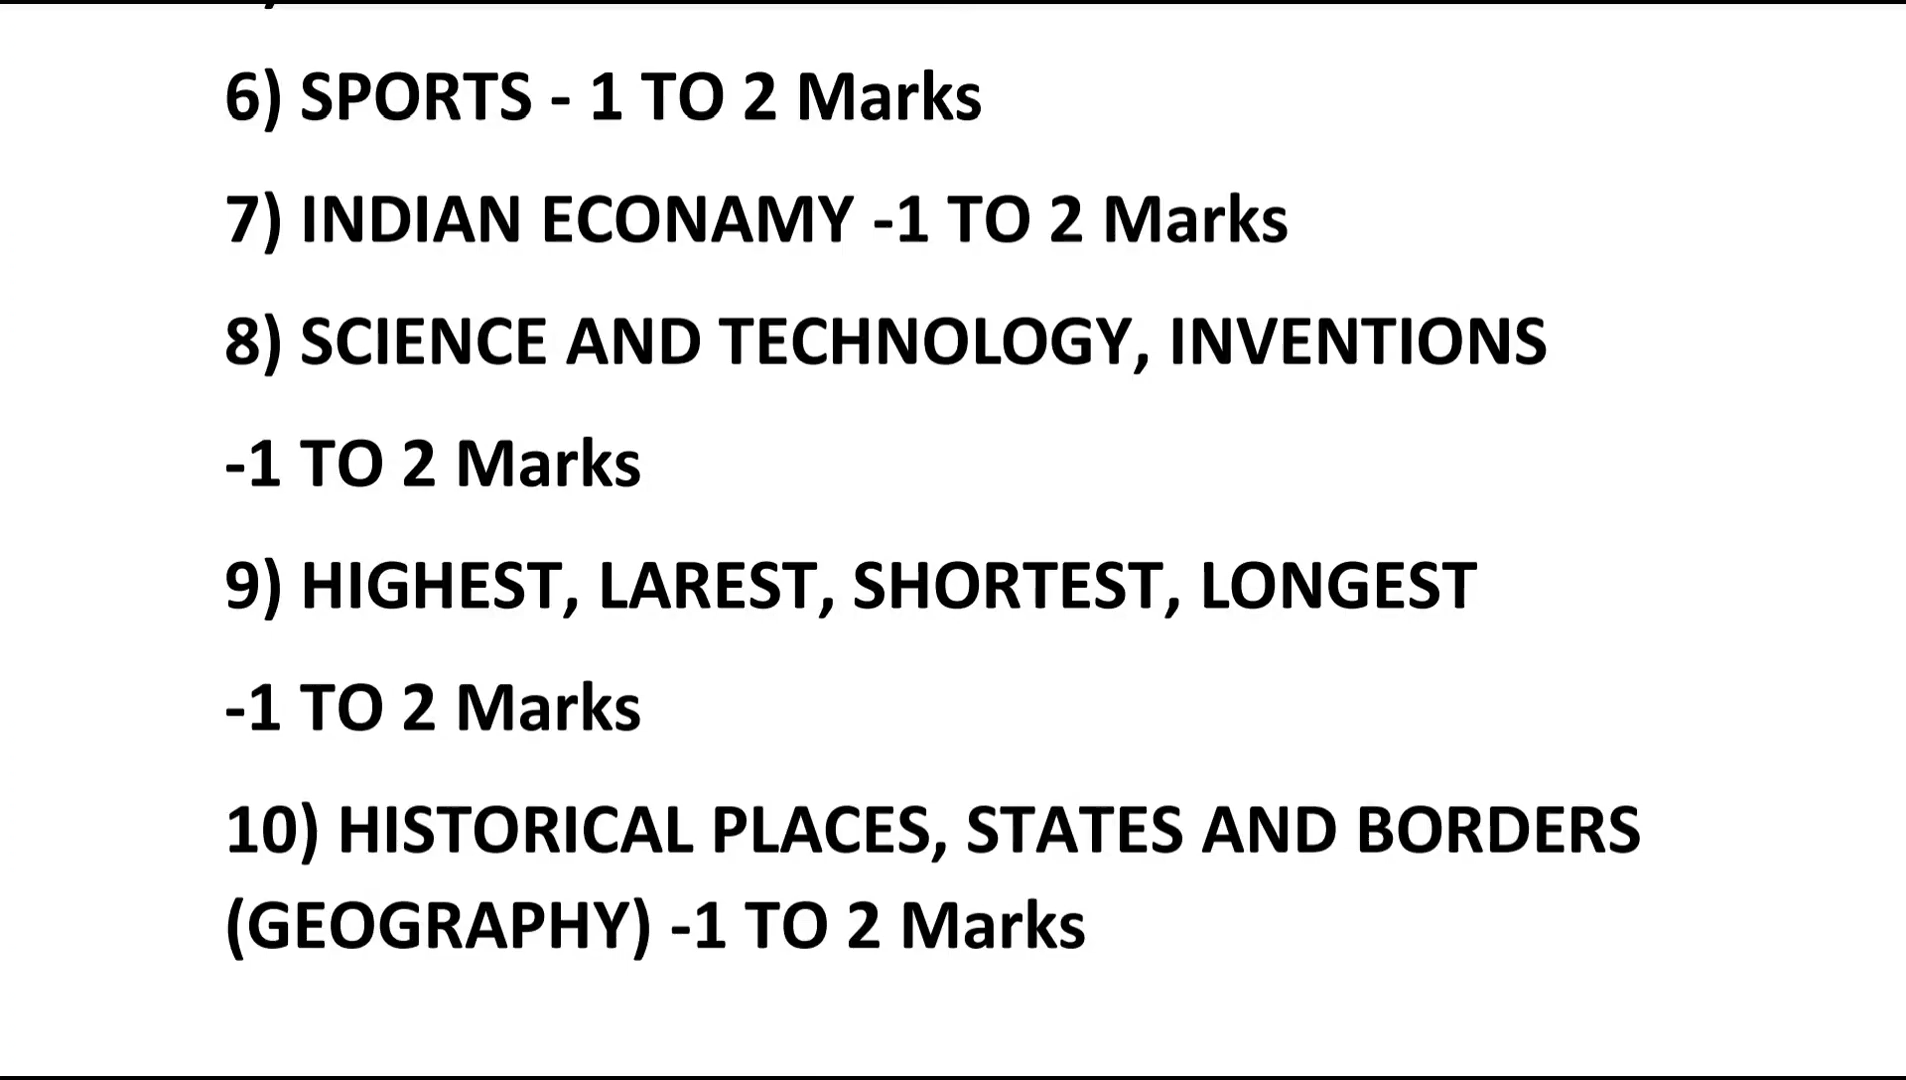 6) SPORTS - 1 TO 2 Marks
7) INDIAN ECONAMY -1 TO 2 Marks
8) SCIENCE AND TECHNOLOGY, INVENTIONS
-1 TO 2 Marks
9) HIGHEST, LAREST, SHORTEST, LONGEST
-1 TO 2 Marks
10) HISTORICAL PLACES, STATES AND BORDERS
(GEOGRAPHY) -1 TO 2 Marks